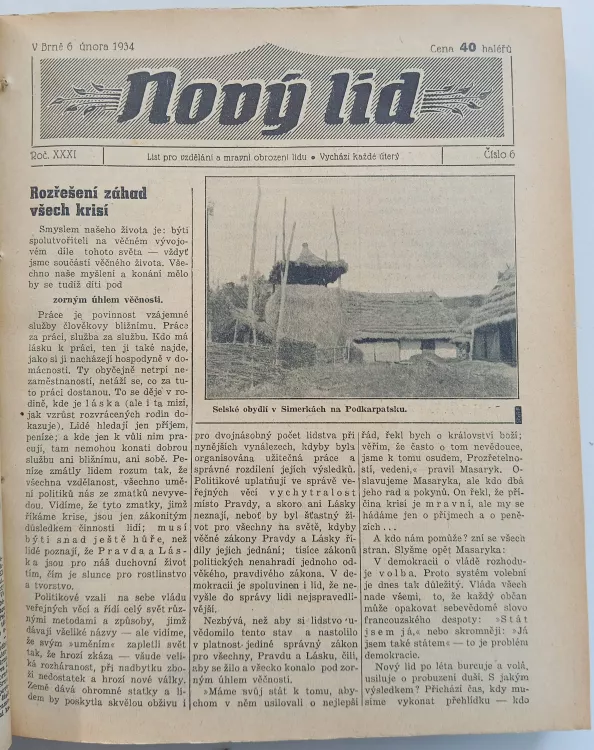 V Brně 6 února 1934
Cena 40 haléřů
Nový lid
Roč. XXXI
List pro vzdělání a mravní obrození lidu • Vychází každé úterý
Číslo 6
Rozřešení záhad
všech krisí
Smyslem našeho života je: býti
spolutvořiteli na věčném vývojo-
vém díle tohoto světa — vždyť
jsme součástí věčného života. Vše-
chno naše myšlení a konání mělo
by se tudíž díti pod
zorným úhlem věčnosti.
Práce je povinnost vzájemné
služby člověkovy bližnímu. Práce
za práci, služba za službu. Kdo má
lásku k práci, ten ji také najde,
jako si ji nacházejí hospodyně v do-
mácnosti. Ty obyčejně netrpí ne-
zaměstnaností, netáží se, co za tu-
to práci dostanou. To se děje v ro-
dině, kde je láska (ale i ta mizí,
jak vzrůst rozvrácených rodin do-
kazuje). Lidé hledají jen příjem,
peníze; a kde jen k vůli nim pra-
cují, tam nemohou konati dobrou
službu ani bližnímu, ani sobě. Pe-
níze zmátly lidem rozum tak, že
všechna vzdělanost, všechno umě-
ní politiků nás ze zmatků nevyve-
dou. Vidíme, že tyto zmatky, jimž
říkáme krise, jsou jen zákonitým
důsledkem činnosti lidí; musí
býti snad ještě hůře, než
lidé poznají, že Pravda a Lás-
ka jsou pro náš duchovní život
tím, čím je slunce pro rostlinstvo
a tvorstvo.
Politikové vzali na sebe vládu
veřejných věcí a řídí celý svět růz-
nými metodami a způsoby, jimž
dávají všeliké názvy — ale vidíme,
že svým »uměním« zapletli svět
tak, že hrozí zkáza — všude veli-
ká rozháranost, při nadbytku zbo-
ží nedostatek a hrozí nové války.
Země dává ohromné statky a li-
dem by poskytla skvělou obživu i
Selské obydlí v Simerkách na Podkarpatsku.
pro dvojnásobný počet lidstva při
nynějších vynálezech, kdyby byla
organisována užitečná práce a
správné rozdílení jejích výsledků.
Politikové uplatňují ve správě ve-
řejných věcí vychytralost
místo Pravdy, a skoro ani Lásky
neznají, neboť by byl šťastný ži-
vot pro všechny na světě, kdyby
věčné zákony Pravdy a Lásky ří-
dily jejich jednání; tisíce zákonů
politických nenahradí jednoho od-
věkého, pravdivého zákona. V de-
mokracii je spoluvinen i lid, že ne-
vyšle do správy lidi nejspravedli-
vější.
Nezbývá, než aby si lidstvo u-
vědomilo tento stav a nastolilo
v platnost jedině správný zákon
pro všechny, Pravdu a Lásku, čili,
aby se žilo a všecko konalo pod zor-
ným úhlem věčnosti.
»Máme svůj stát k tomu, aby-
chom v něm usilovali o nejlepší
řád, řekl bych o království boží;
věřím, že často o tom nevědouce,
jsme k tomu osudem, Prozřetelno-
stí, vedeni,« pravil Masaryk. O-
slavujeme Masaryka, ale kdo dbá
jeho rad a pokynů. On řekl, že pří-
čina krisí je mravní, ale my se
hádáme jen o příjmech a o pené-
zích...
A kdo nám pomůže? zní se všech
stran. Slyšme opět Masaryka:
V demokracii o vládě rozhodu-
je volba. Proto systém volební
je dnes tak důležitý. Vláda všech
nade všemi, to, že každý občan
může opakovat sebevědomé slovo
francouzského despoty: »Stát
jsem já,« nebo skromněji: »Já
jsem také státem« — to je problém
demokracie.
Nový lid po léta burcuje a volá,
usiluje o probuzení duší. S jakým
výsledkem? Přichází čas, kdy mu-
síme vykonat přehlídku — kdo